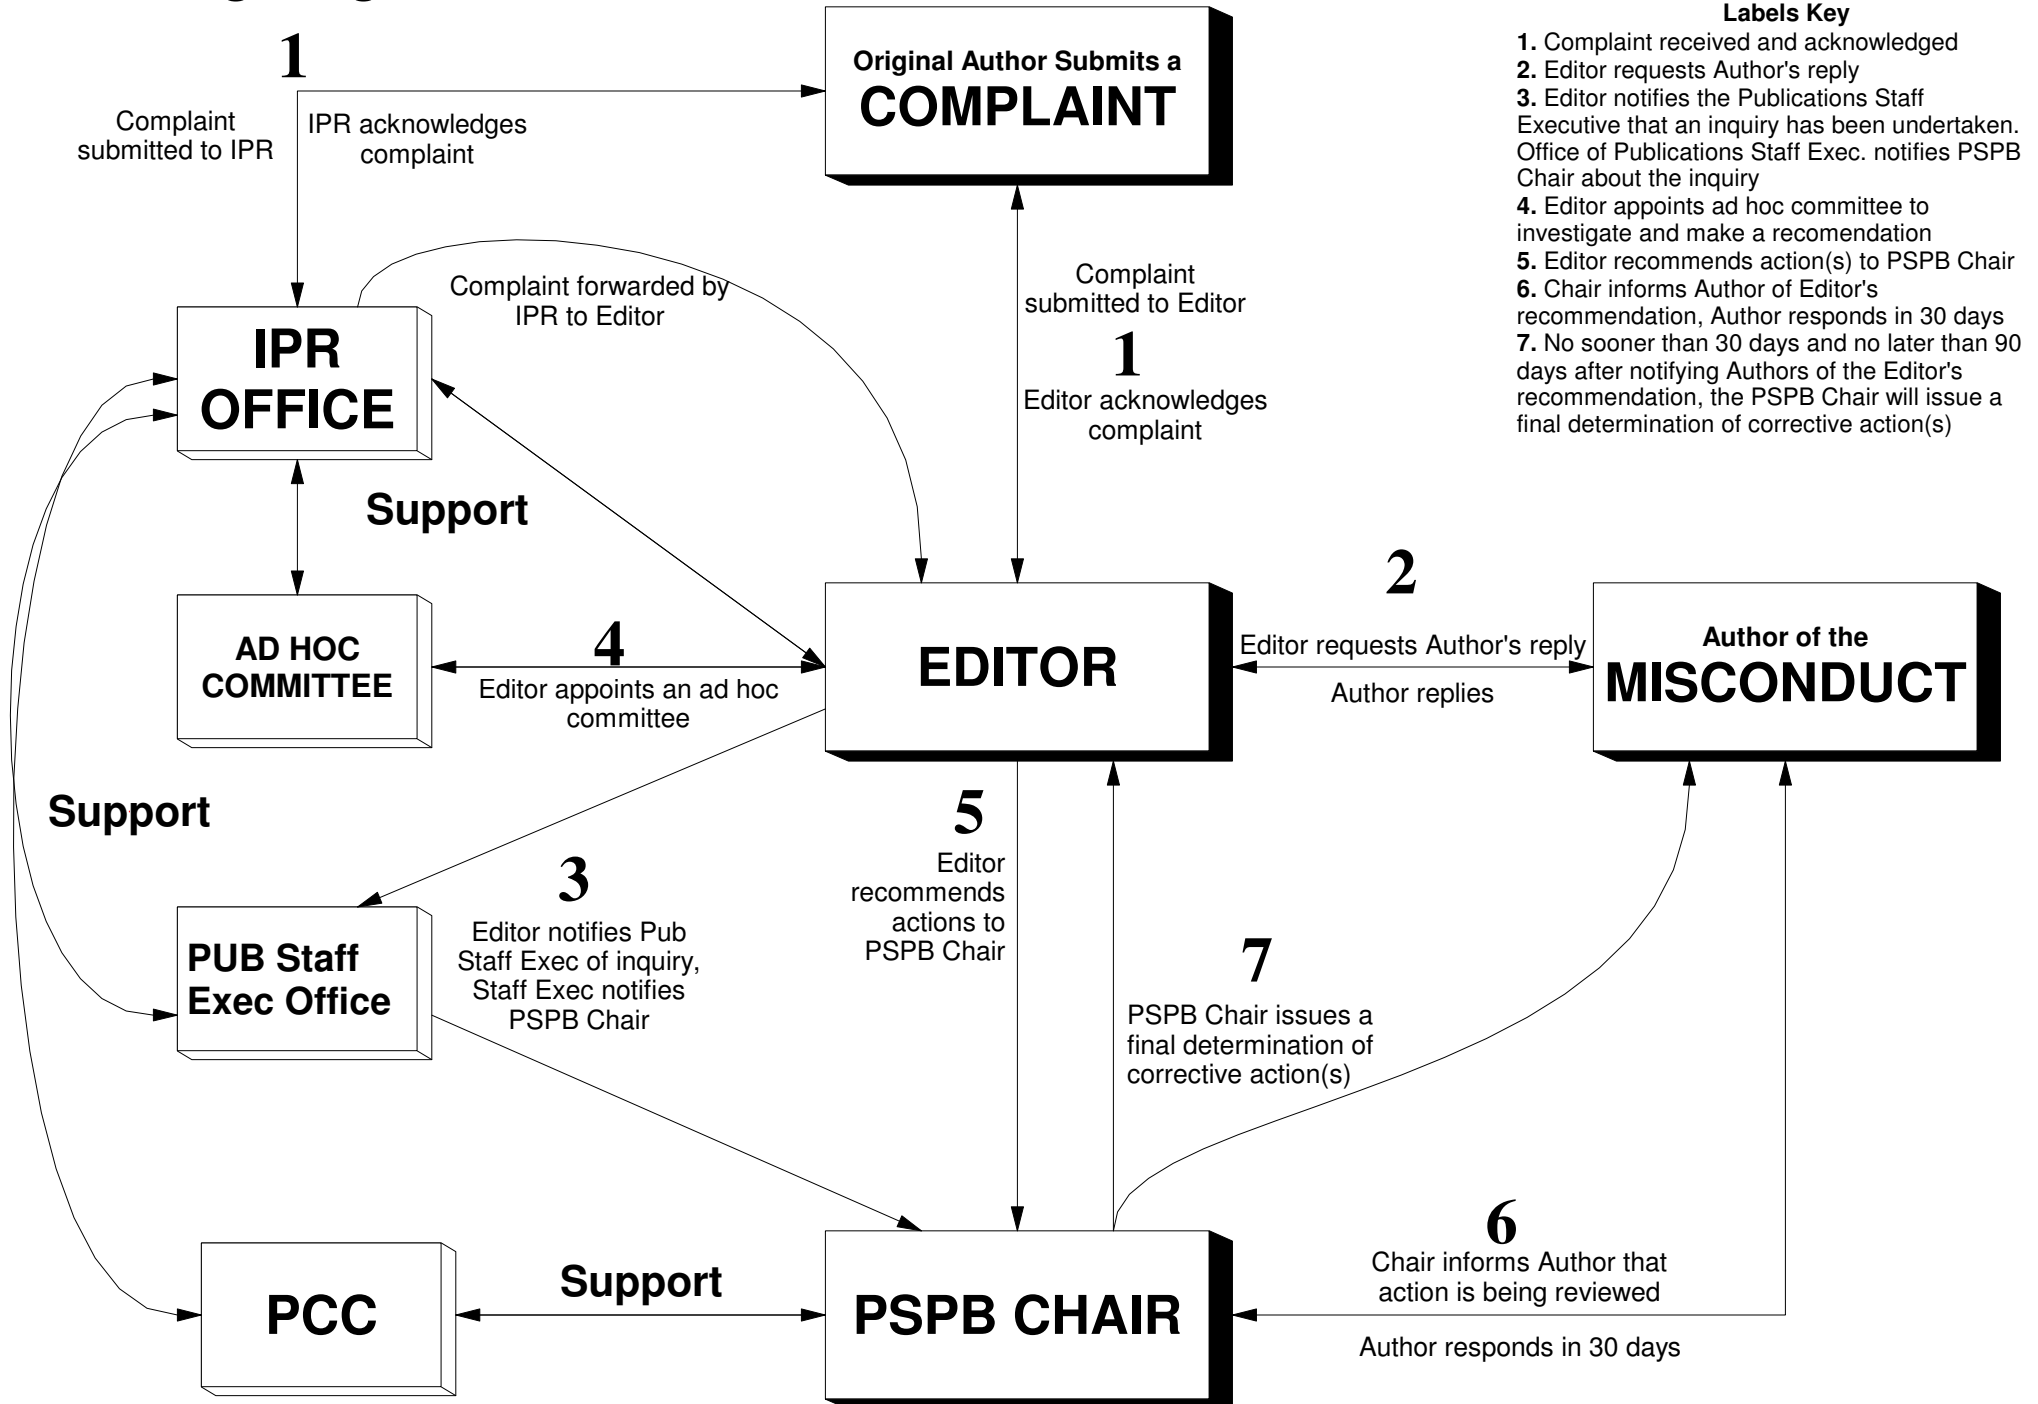 1
Complaint
submitted to IPR
IPR acknowledges
complaint
Original Author Submits a
COMPLAINT
Labels Key
1. Complaint received and acknowledged
2. Editor requests Author's reply
3. Editor notifies the Publications Staff
Executive that an inquiry has been undertaken.
Office of Publications Staff Exec. notifies PSPB
Chair about the inquiry
4. Editor appoints ad hoc committee to
investigate and make a recomendation
5. Editor recommends action(s) to PSPB Chair
6. Chair informs Author of Editor's
recommendation, Author responds in 30 days
7. No sooner than 30 days and no later than 90
days after notifying Authors of the Editor's
recommendation, the PSPB Chair will issue a
final determination of corrective action(s)
Complaint forwarded by
IPR to Editor
Complaint
submitted to Editor
1
Editor acknowledges
complaint
IPR
OFFICE
Support
AD HOC
COMMITTEE
4
Editor appoints an ad hoc
committee
EDITOR
2
Editor requests Author's reply
Author replies
Author of the
MISCONDUCT
Support
5
Editor
recommends
actions to
PSPB Chair
3
Editor notifies Pub
Staff Exec of inquiry,
Staff Exec notifies
PSPB Chair
PUB Staff
Exec Office
7
PSPB Chair issues a
final determination of
corrective action(s)
6
Chair informs Author that
action is being reviewed
Author responds in 30 days
PCC
Support
PSPB CHAIR